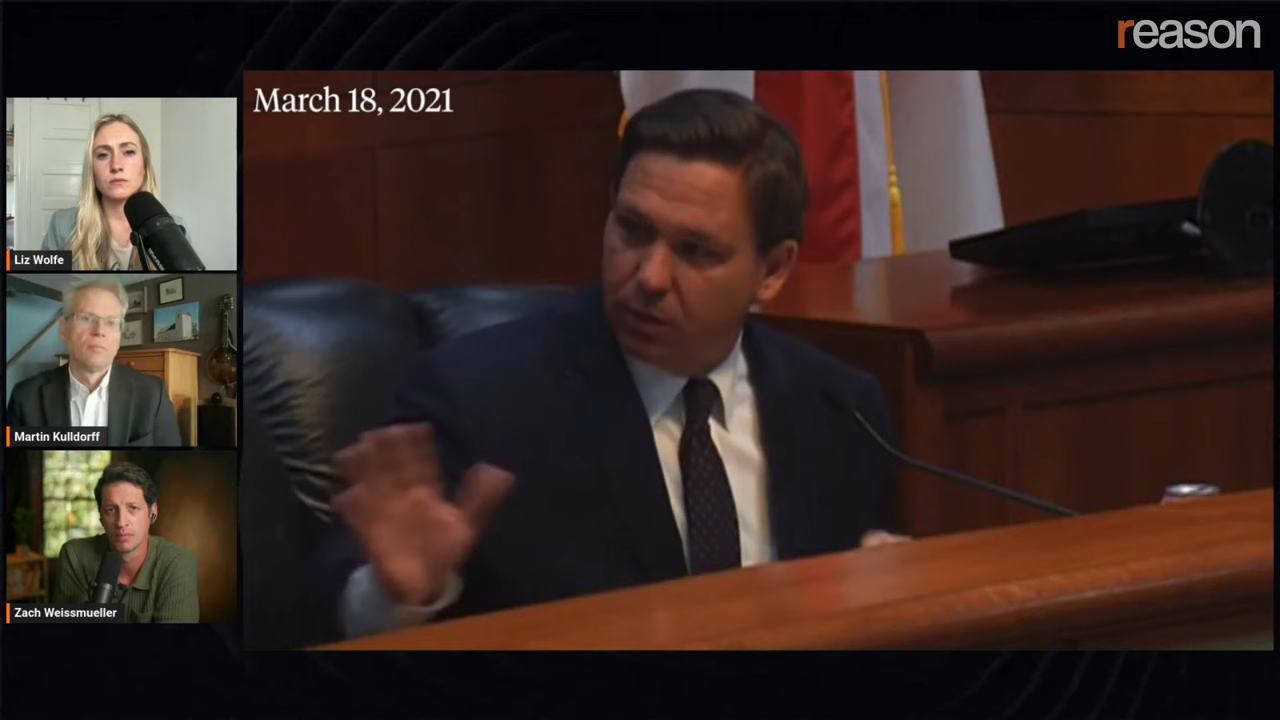 reason
March 18, 2021
Liz Wolfe
Martin Kulldorff
Zach Weissmueller